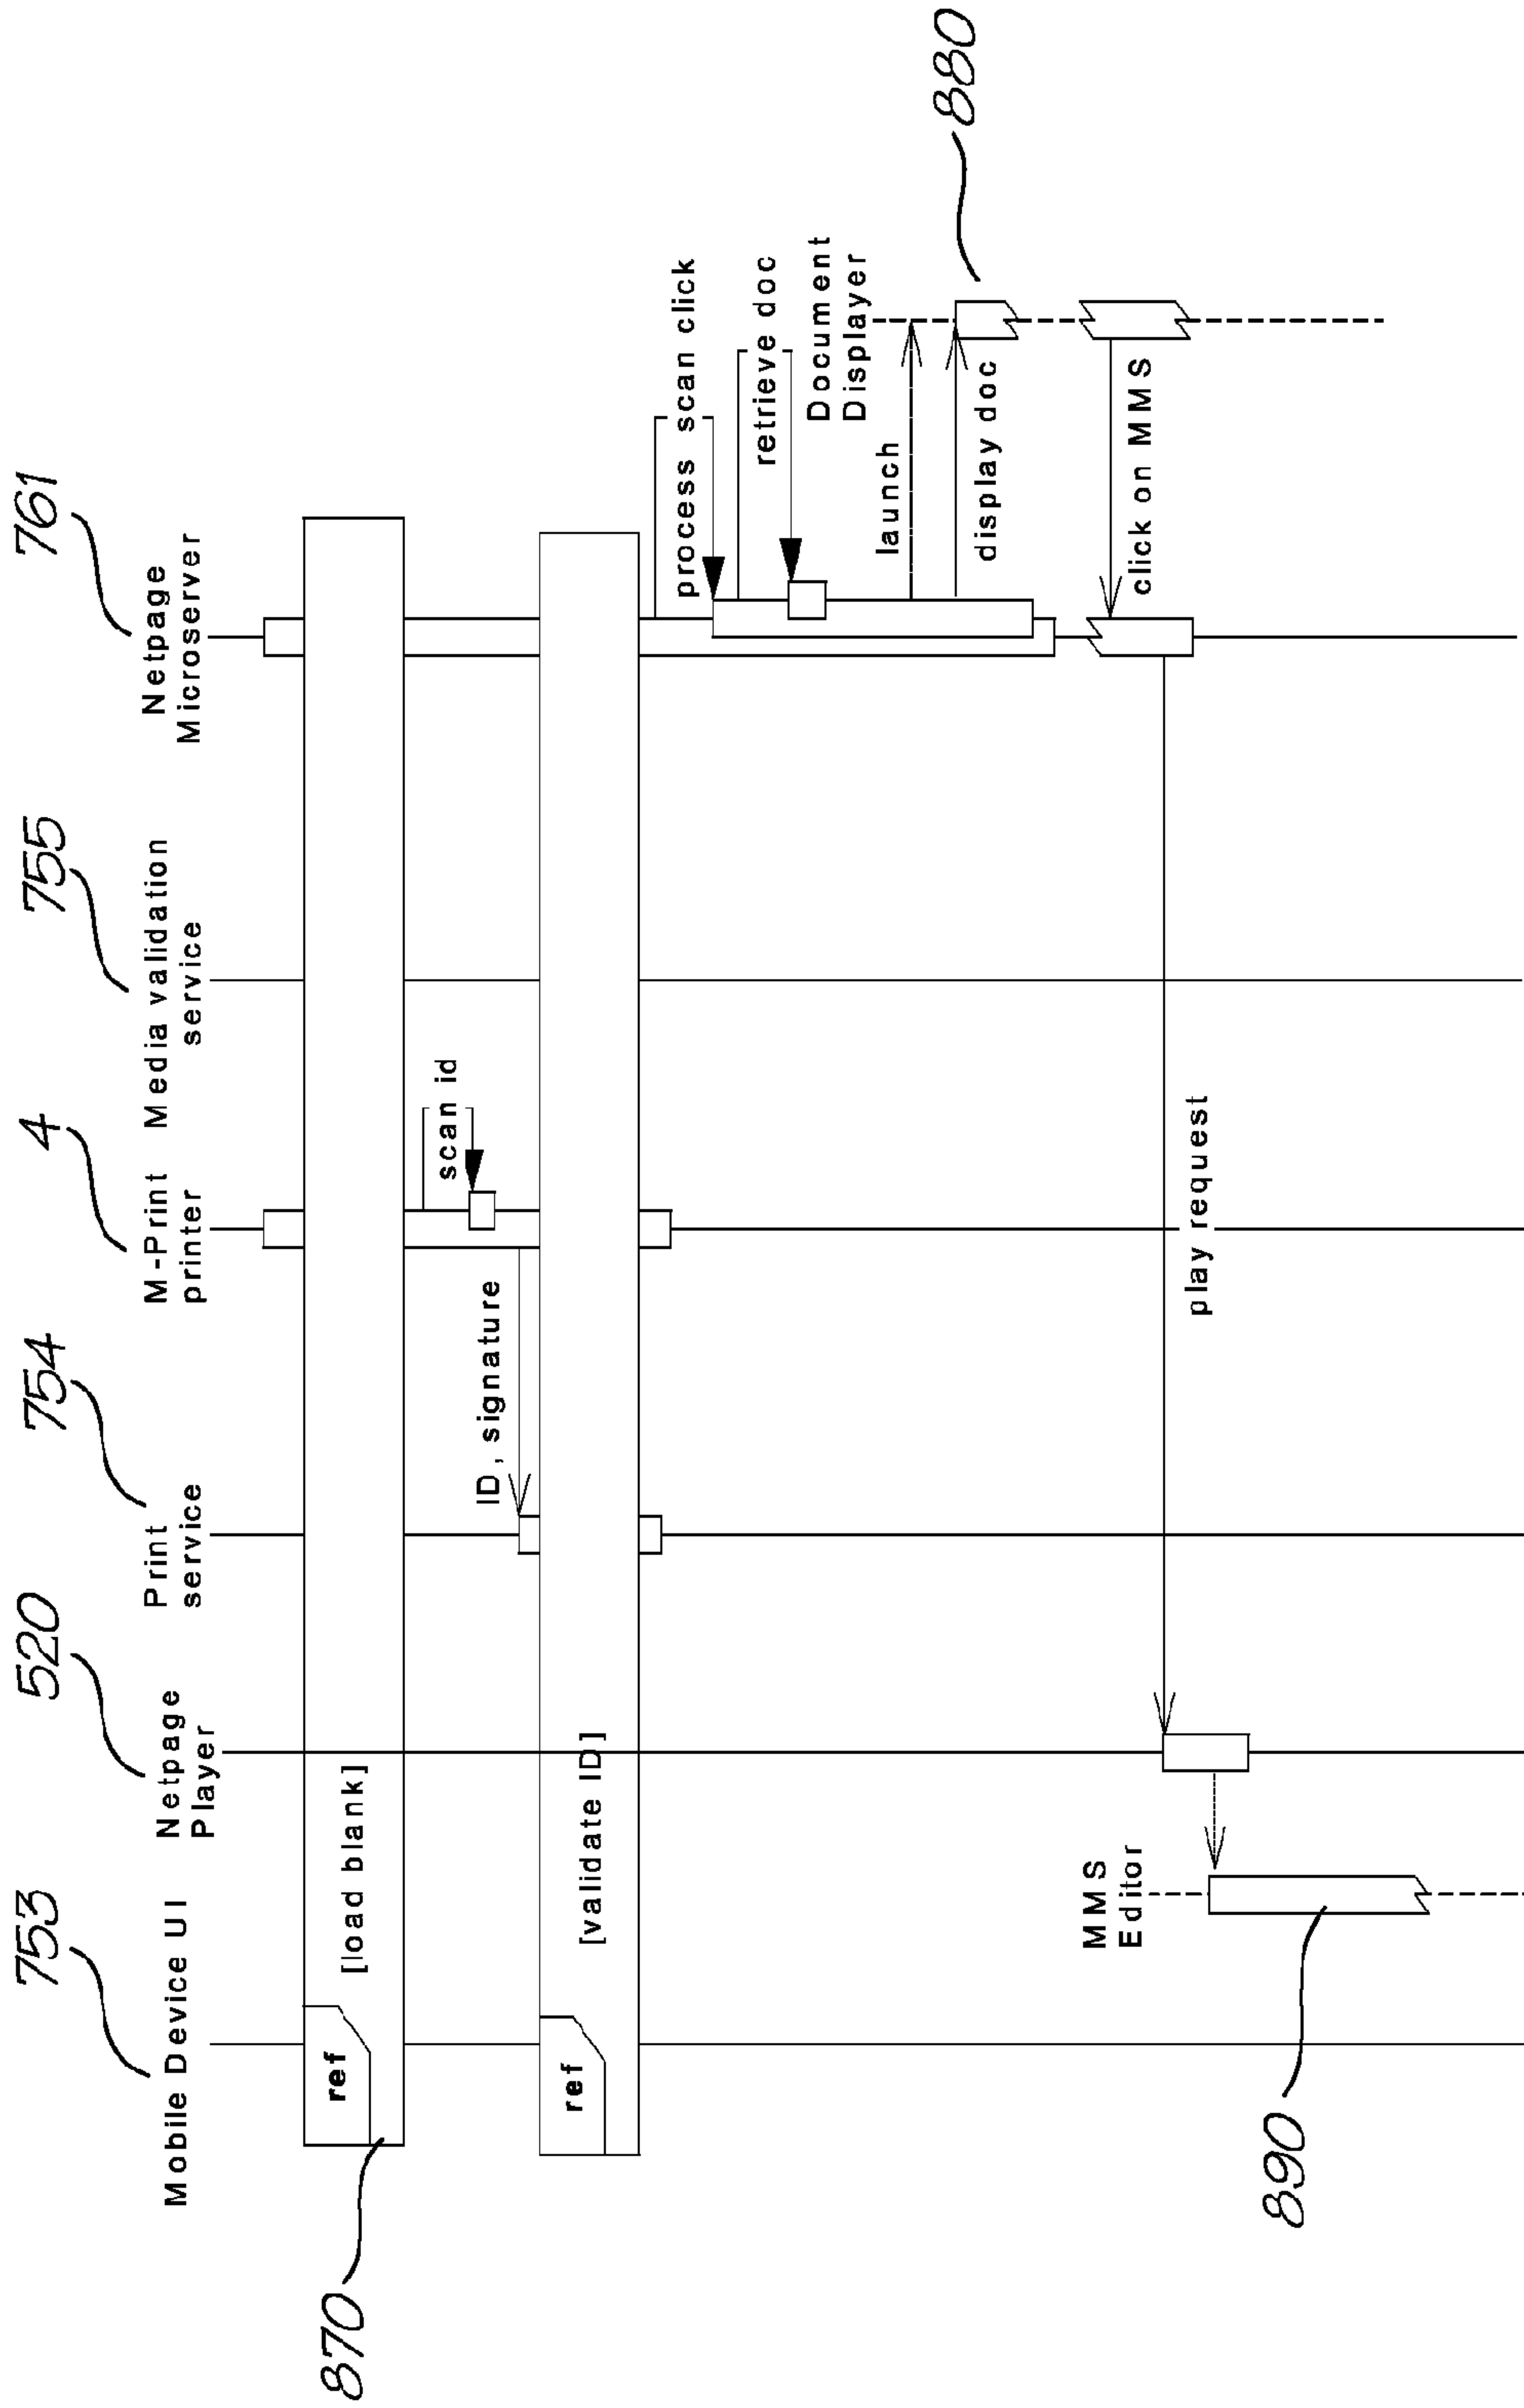 753
520
754
4
755
761
Mobile Device UI
Netpage
Player
Print
service
M-Print
printer
Media validation
service
Netpage
Microserver
870
ref
[load blank]
scan id
ID, signature
ref
[validate ID]
process scan click
retrieve doc
Document
Displayer
launch
880
display doc
MMS
Editor
click on MMS
play request
890